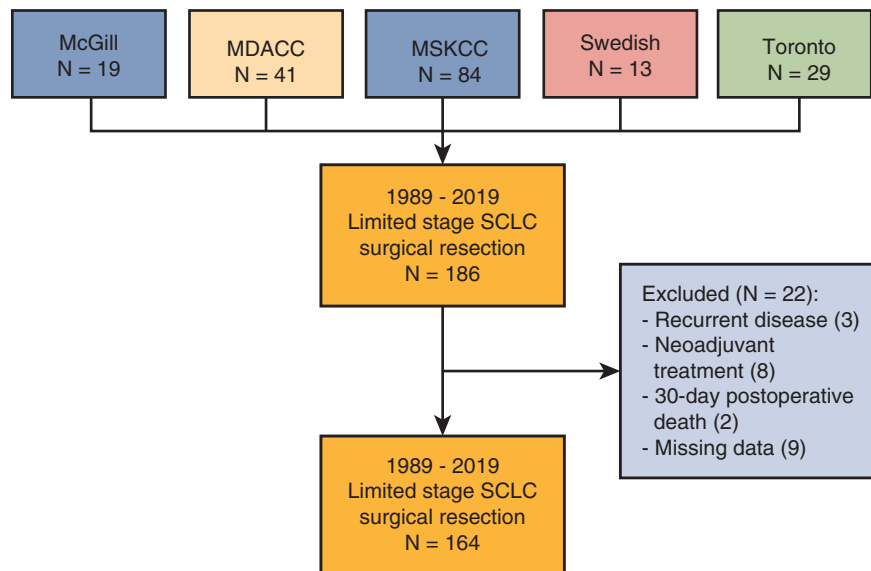 McGill
N = 19
MDACC
N = 41
MSKCC
N = 84
Swedish
N = 13
Toronto
N = 29
1989 - 2019
Limited stage SCLC
surgical resection
N = 186
Excluded (N = 22):
- Recurrent disease (3)
- Neoadjuvant
treatment (8)
- 30-day postoperative
death (2)
- Missing data (9)
1989 - 2019
Limited stage SCLC
surgical resection
N = 164